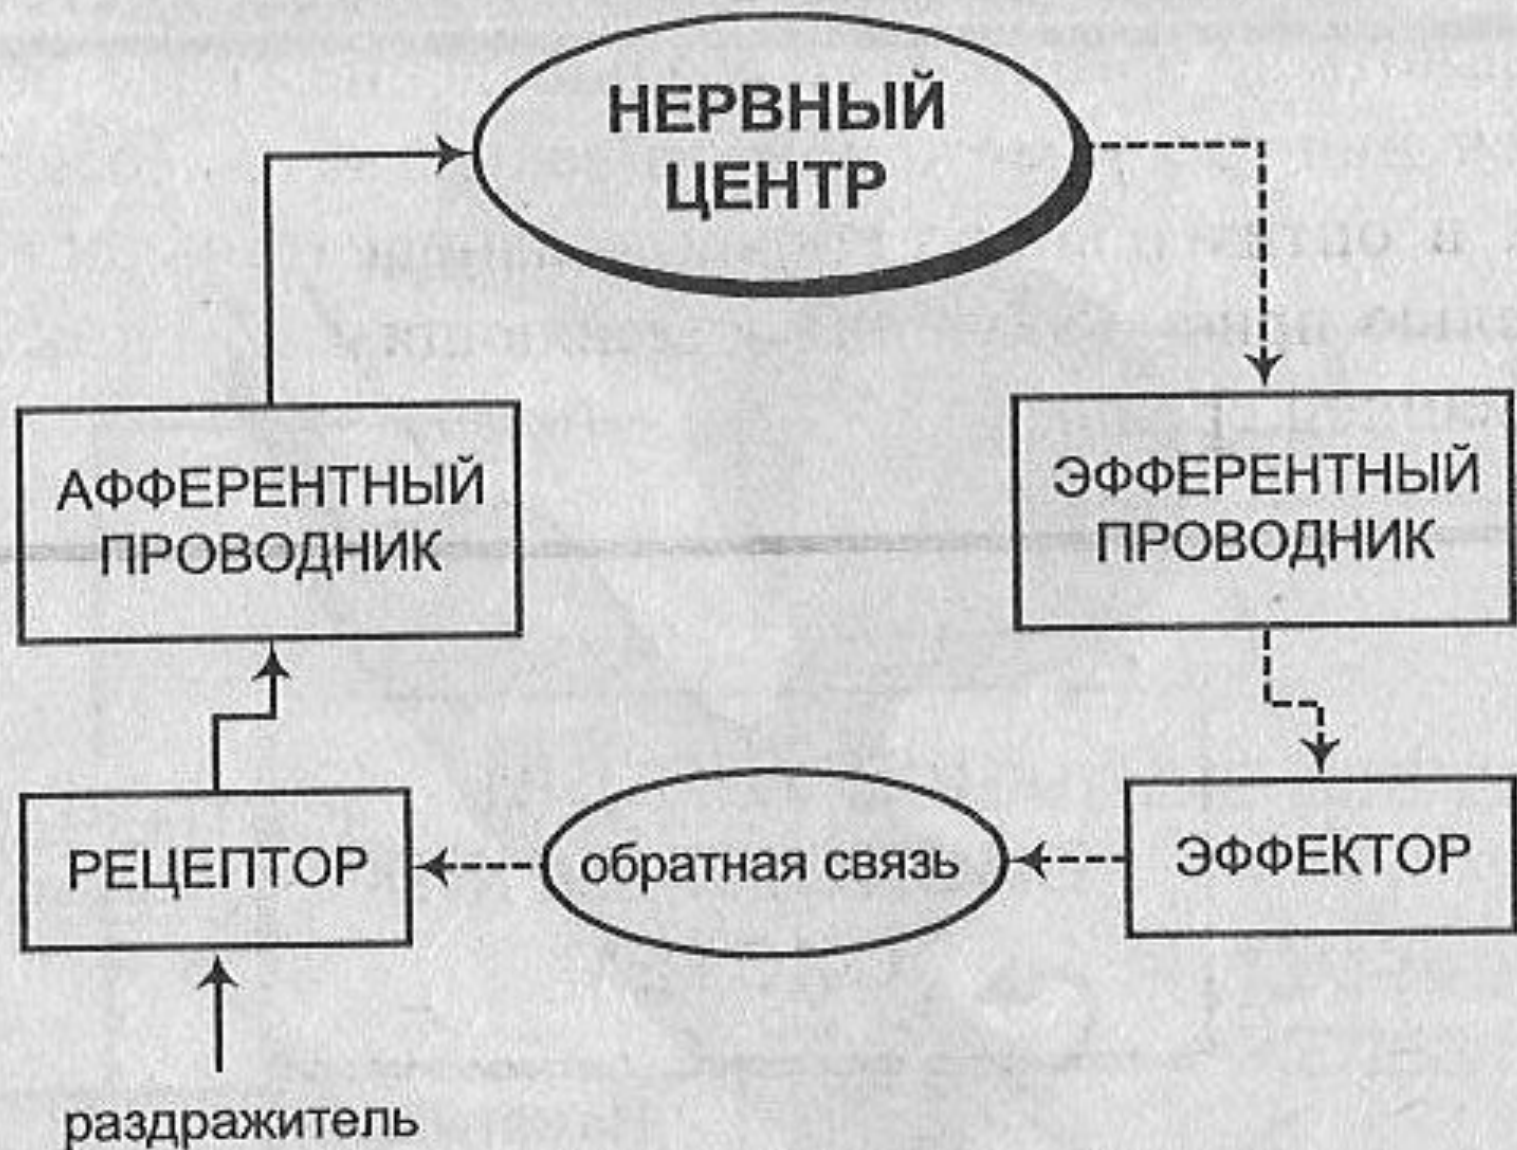 НЕРВНЫЙ
ЦЕНТР
АФФЕРЕНТНЫЙ
ПРОВОДНИК
ЭФФЕРЕНТНЫЙ
ПРОВОДНИК
РЕЦЕПТОР
обратная связь
ЭФФЕКТОР
раздражитель